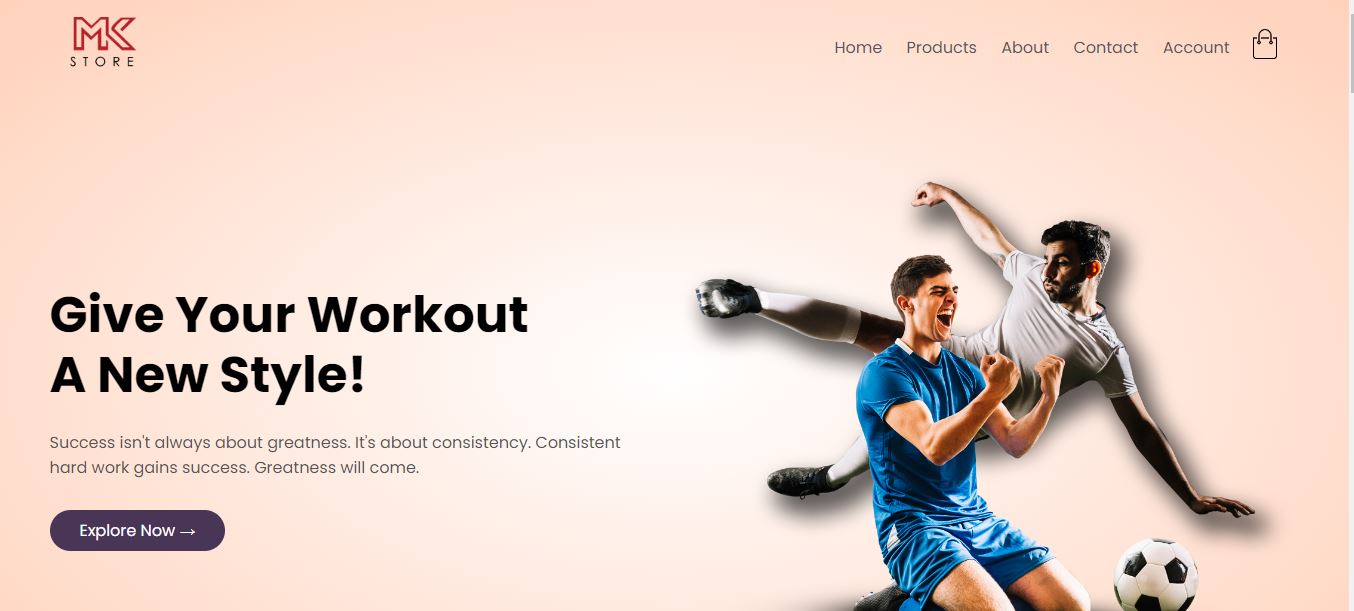 MK
STORE
Home Products About Contact Account
Give Your Workout
A New Style!
Success isn't always about greatness. It's about consistency. Consistent
hard work gains success. Greatness will come.
Explore Now →